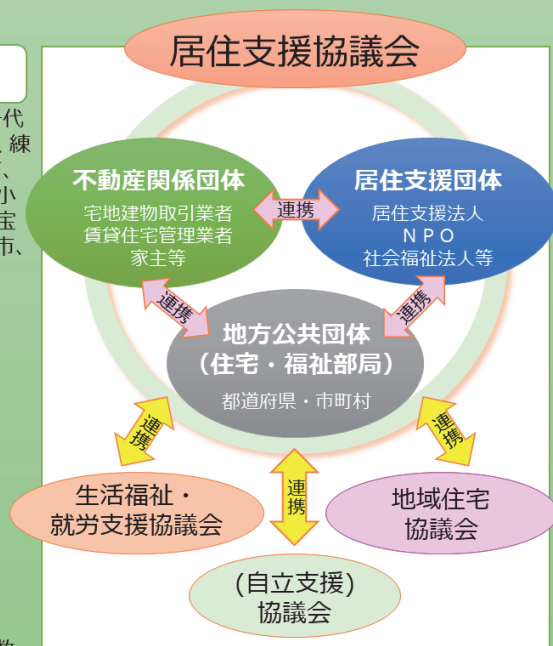 居住支援協議会
代
練
、
小
宝
市、
不動産関係団体
宅地建物取引業者
賃貸住宅管理業者
家主等
連携
居住支援団体
居住支援法人
ＮＰＯ
社会福祉法人等
連携
連携
地方公共団体
（住宅・福祉部局）
都道府県・市町村
連携
連携
連携
生活福祉・
就労支援協議会
地域住宅
協議会
(自立支援)
協議会